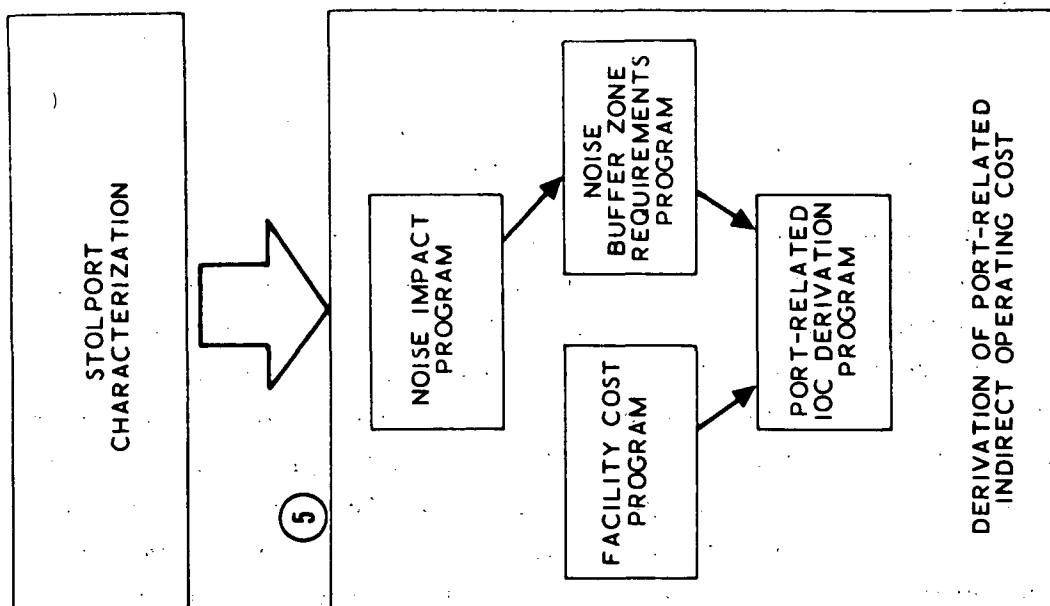 STOLPORT
CHARACTERIZATION
5
NOISE IMPACT
PROGRAM
NOISE
BUFFER ZONE
REQUIREMENTS
PROGRAM
FACILITY COST
PROGRAM
PORT-RELATED
IOC DERIVATION
PROGRAM
DERIVATION OF PORT-RELATED
INDIRECT OPERATING COST